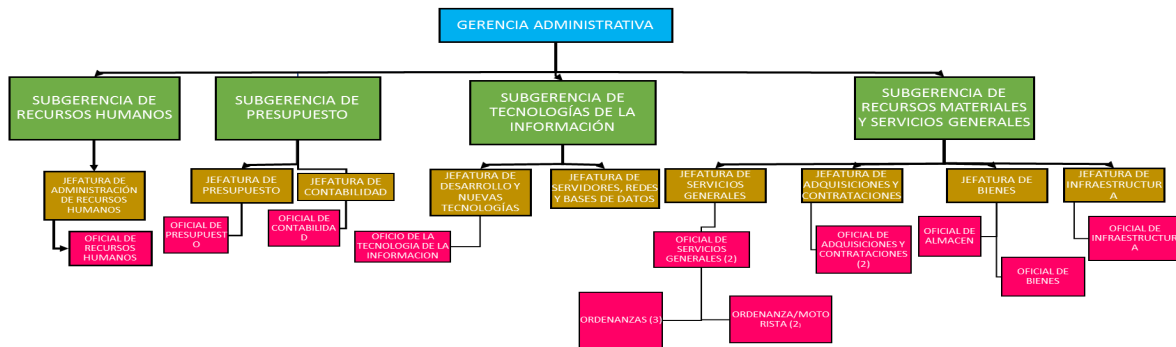 GERENCIA ADMINISTRATIVA
SUBGERENCIA DE
RECURSOS HUMANOS
SUBGERENCIA DE
PRESUPUESTO
SUBGERENCIA DE
TECNOLOGÍAS DE LA
INFORMACIÓN
SUBGERENCIA DE
RECURSOS MATERIALES
Y SERVICIOS GENERALES
JEFATURA DE
ADMINISTRACIÓN
DE RECURSOS
HUMANOS
JEFATURA DE
PRESUPUESTO
JEFATURA DE
CONTABILIDAD
JEFATURA DE
DESARROLLO Y
NUEVAS
TECNOLOGÍAS
JEFATURA DE
SERVIDORES, REDES
Y BASES DE DATOS
JEFATURA DE
SERVICIOS
GENERALES
JEFATURA DE
ADQUISICIONES Y
CONTRATACIONES
JEFATURA DE
BIENES
JEFATURA DE
INFRAESTRUCTUR
A
OFICIAL DE
RECURSOS
HUMANOS
OFICIAL DE
PRESUPUEST
O
OFICIAL DE
CONTABILIDA
D
OFICIO DE LA
TECNOLOGIA DE LA
INFORMACION
OFICIAL DE
SERVICIOS
GENERALES (2)
OFICIAL DE
ADQUISICIONES Y
CONTRATACIONES
(2)
OFICIAL DE
ALMACEN
OFICIAL DE
BIENES
OFICIAL DE
INFRAESTRUCTUR
A
ORDENANZAS (3)
ORDENANZA/MOTO
RISTA (2)